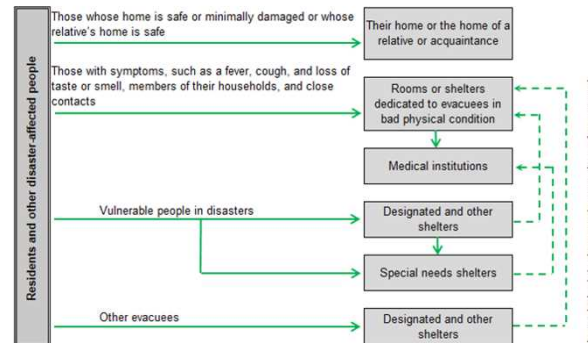 Residents and other disaster-affected people
Those whose home is safe or minimally damaged or whose
relative's home is safe
Their home or the home of a
relative or acquaintance
Those with symptoms, such as a fever, cough, and loss of
taste or smell, members of their households, and close
contacts
Rooms or shelters
dedicated to evacuees in
bad physical condition
Medical institutions
Vulnerable people in disasters
Designated and other
shelters
Special needs shelters
Other evacuees
Designated and other
shelters